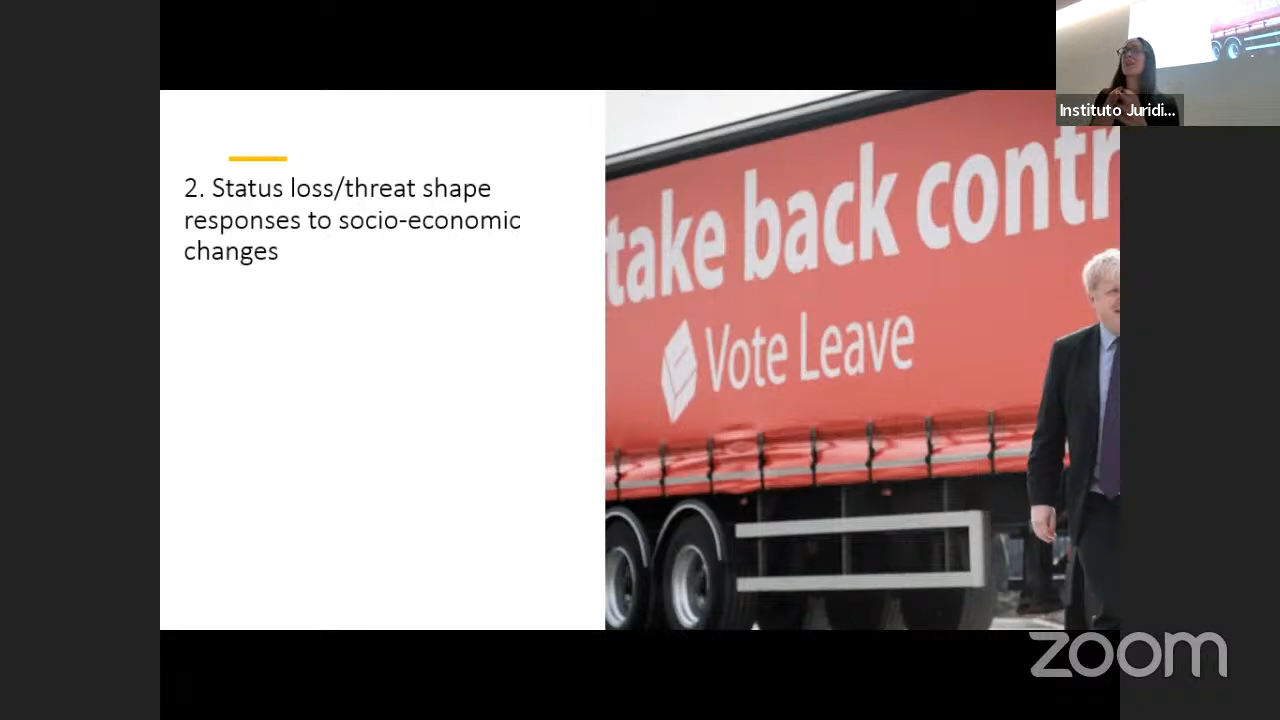 2. Status loss/threat shape
responses to socio-economic
changes
take back contr
Vote Leave
Instituto Juridi...
zoom